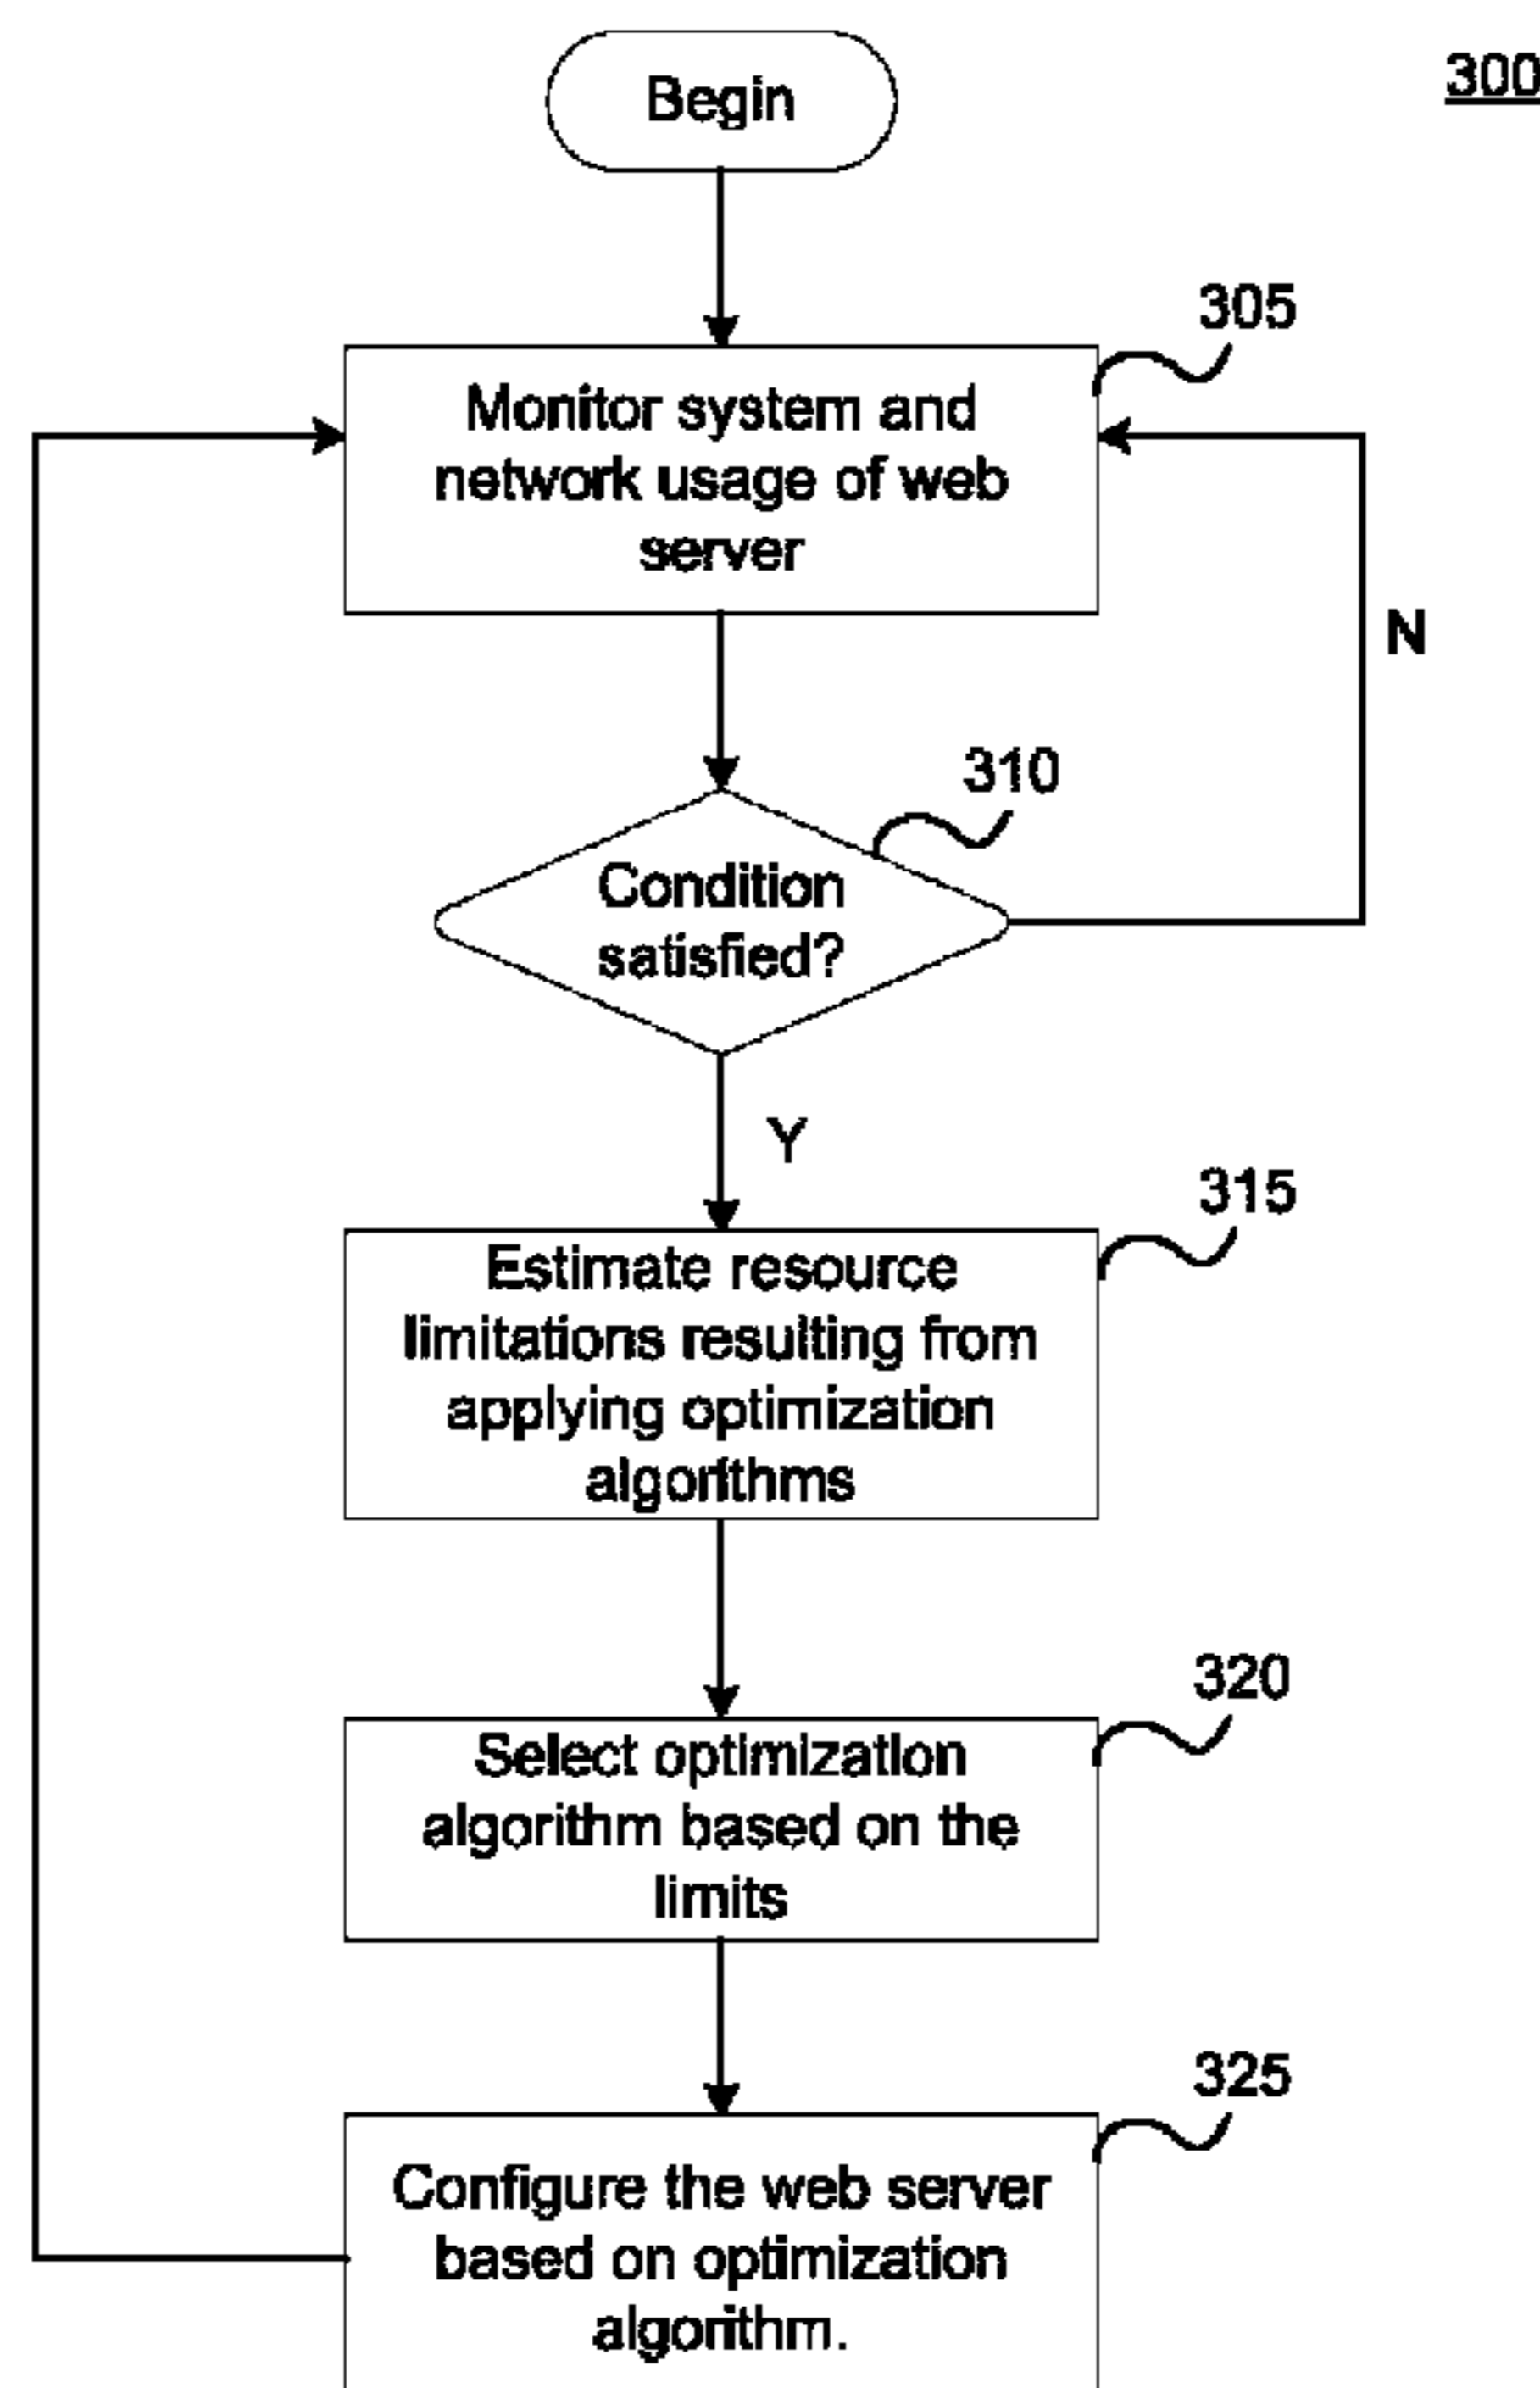 Begin
300
305
Monitor system and
network usage of web
server
N
310
Condition
satisfied?
Y
315
Estimate resource
limitations resulting from
applying optimization
algorithms
320
Select optimization
algorithm based on the
limits
325
Configure the web server
based on optimization
algorithm.